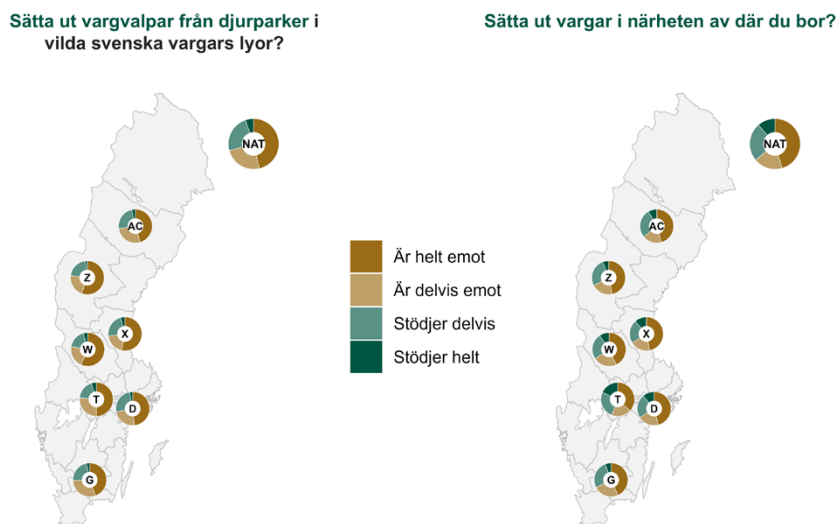 Sätta ut vargvalpar från djurparker i
vilda svenska vargars lyor?
Sätta ut vargar i närheten av där du bor?
NAT
AC
Z
X
W
T
D
G
Är helt emot
Är delvis emot
Stödjer delvis
Stödjer helt
NAT
AC
Z
X
W
T
D
G